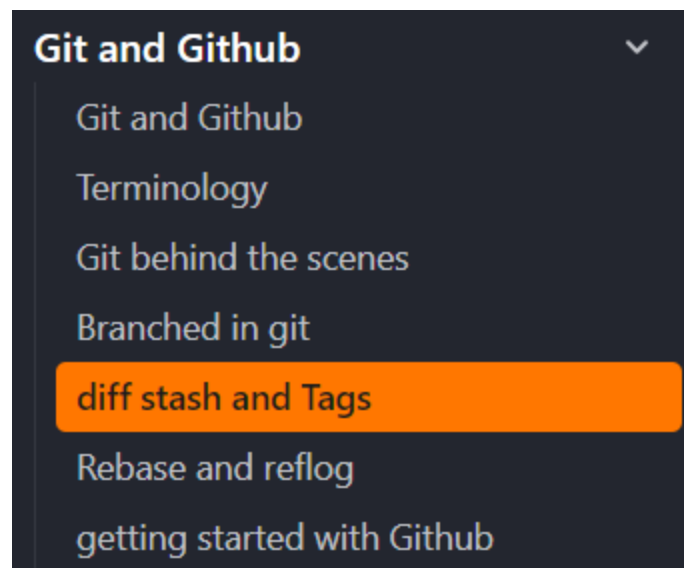 Git and Github
Git and Github
Terminology
Git behind the scenes
Branched in git
diff stash and Tags
Rebase and reflog
getting started with Github